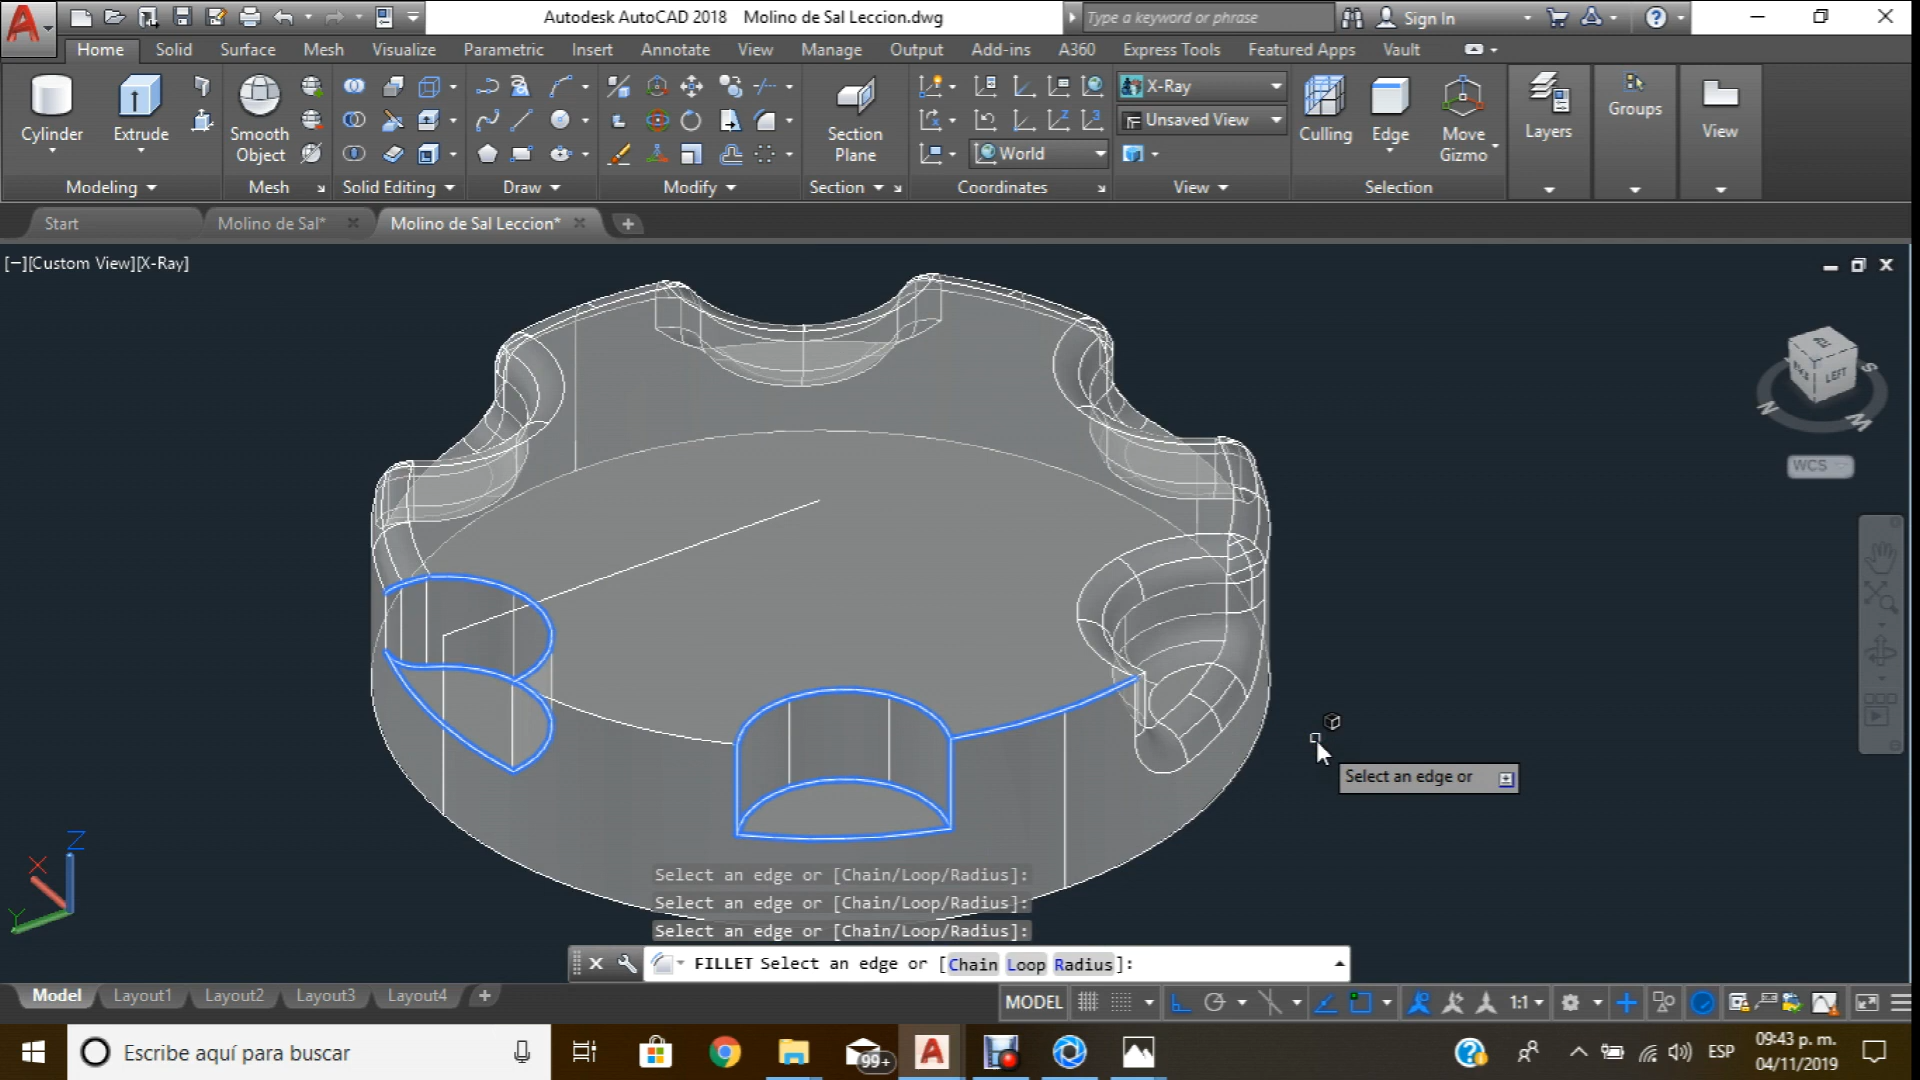 Autodesk AutoCAD 2018 Molino de Sal Leccion.dwg
Type a keyword or phrase
Sign In
Home Solid Surface Mesh Visualize Parametric Insert Annotate View Manage Output Add-ins A360 Express Tools Featured Apps Vault
Cylinder
Extrude
Smooth
Object
Section
Plane
X-Ray
Unsaved View
World
Culling
Edge
Move
Gizmo
Layers
Groups
View
Modeling
Mesh
Solid Editing
Draw
Modify
Section
Coordinates
View
Selection
Start
Molino de Sal*
Molino de Sal Leccion*
[−][Custom View][X-Ray]
LEFT
S
N
WCS
Select an edge or
Z
X
Y
Select an edge or [Chain/Loop/Radius]:
Select an edge or [Chain/Loop/Radius]:
Select an edge or [Chain/Loop/Radius]:
FILLET Select an edge or [Chain Loop Radius]:
Model Layout1 Layout2 Layout3 Layout4
MODEL
1:1
Escribe aquí para buscar
99+
ESP
09:43 p. m.
04/11/2019